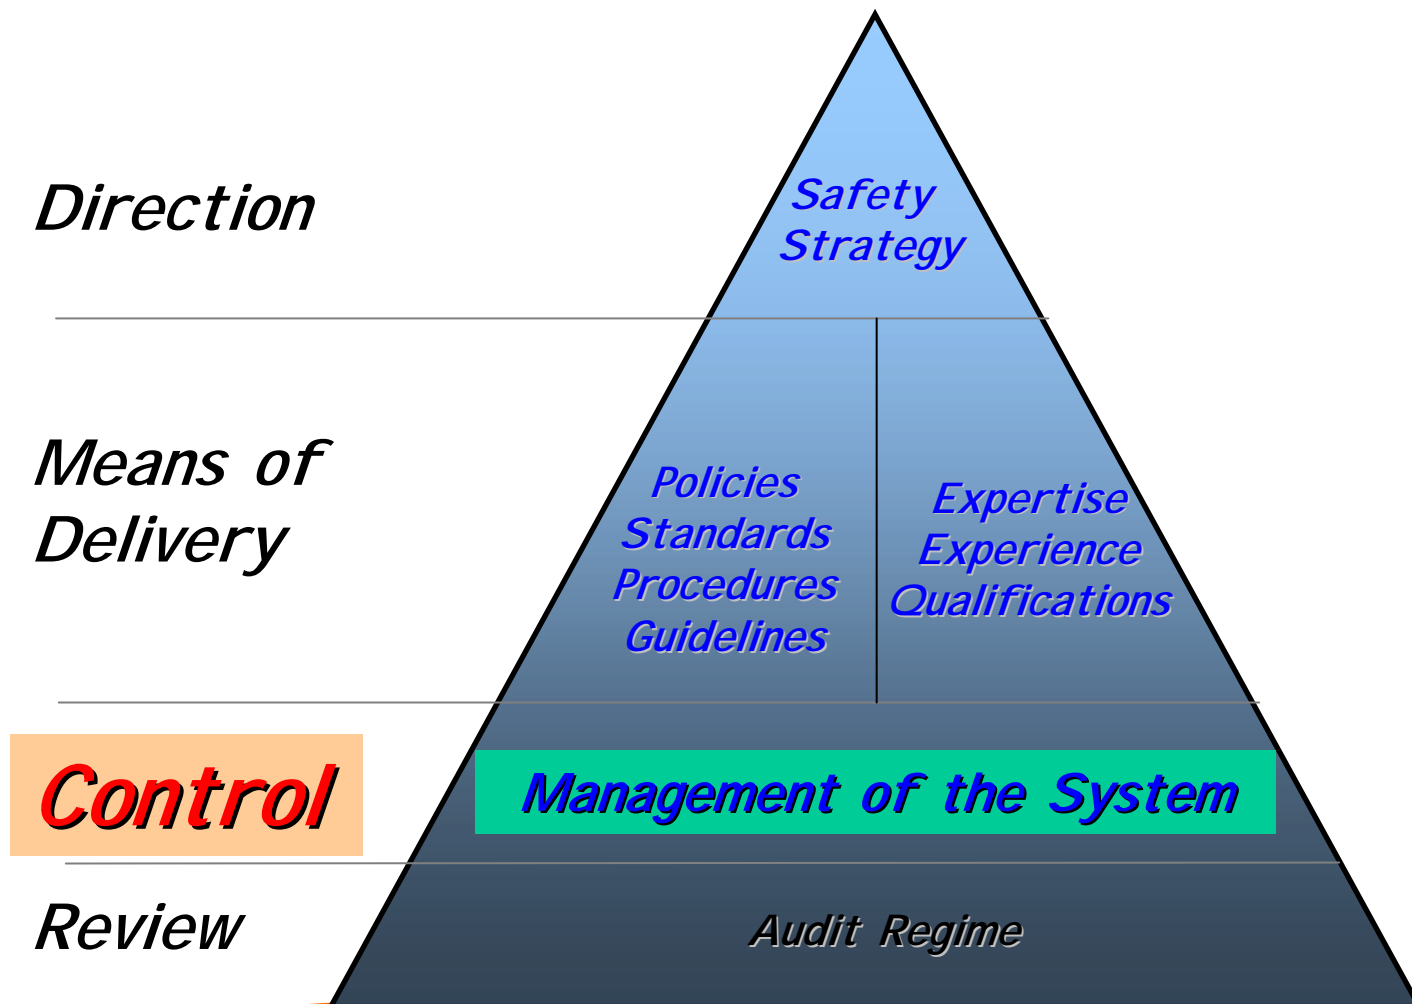 Direction
Safety
Strategy
Means of
Delivery
Policies
Standards
Procedures
Guidelines
Expertise
Experience
Qualifications
Control
Management of the System
Review
Audit Regime